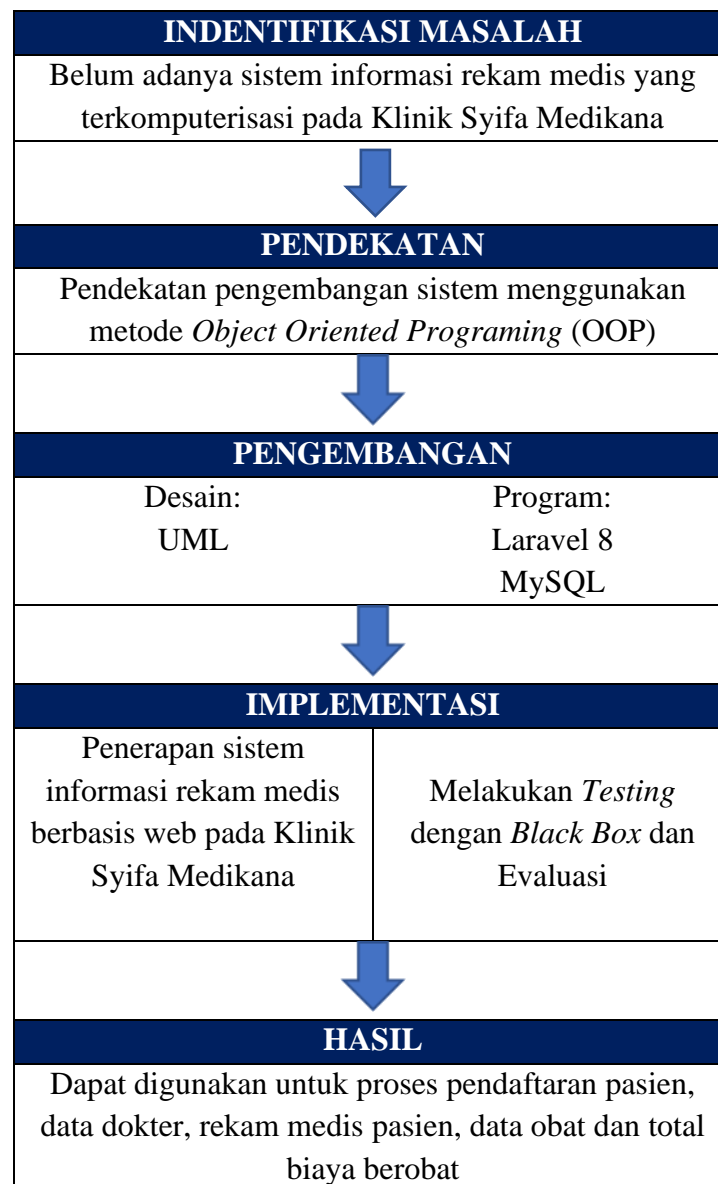 INDENTIFIKASI MASALAH
Belum adanya sistem informasi rekam medis yang
terkomputerisasi pada Klinik Syifa Medikana
PENDEKATAN
Pendekatan pengembangan sistem menggunakan
metode Object Oriented Programing (OOP)
PENGEMBANGAN
Desain:
UML
Program:
Laravel 8
MySQL
IMPLEMENTASI
Penerapan sistem
informasi rekam medis
berbasis web pada Klinik
Syifa Medikana
Melakukan Testing
dengan Black Box dan
Evaluasi
HASIL
Dapat digunakan untuk proses pendaftaran pasien,
data dokter, rekam medis pasien, data obat dan total
biaya berobat